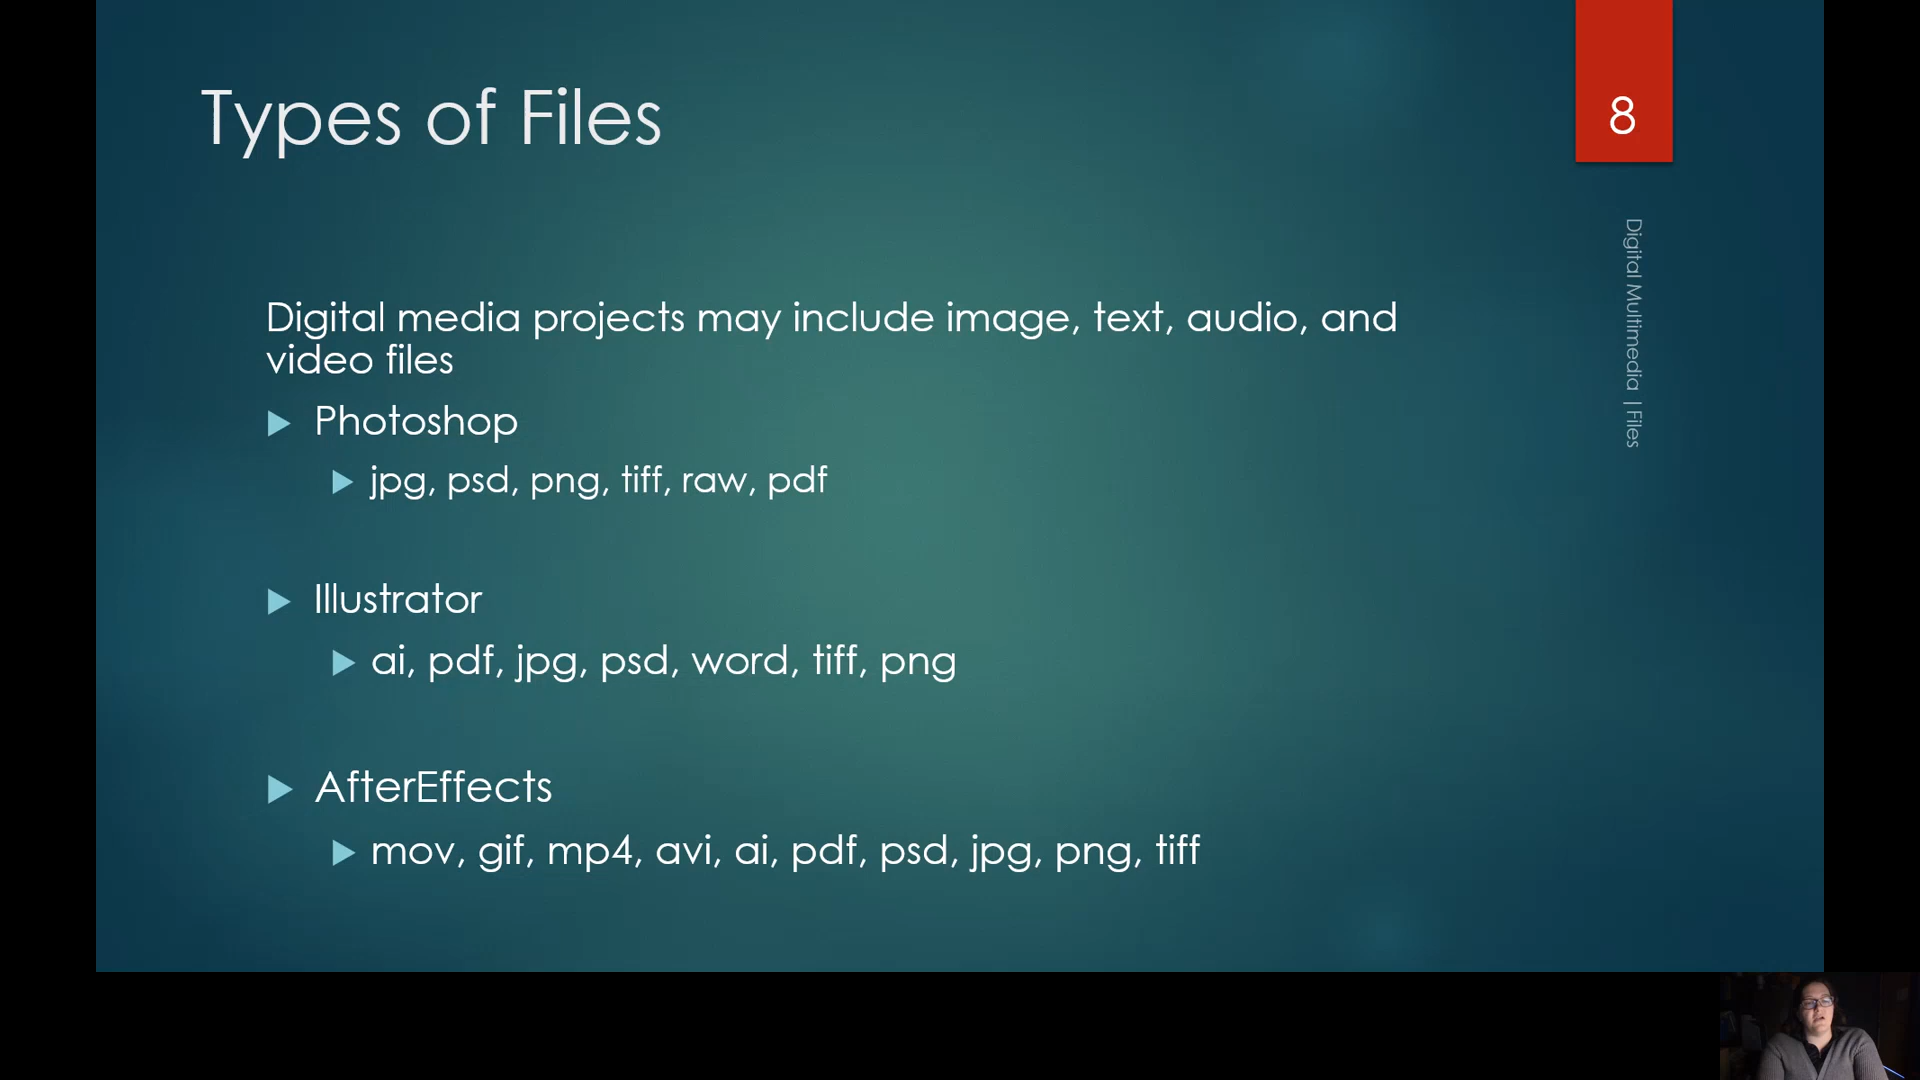 Types of Files
8
Digital Multimedia | Files
Digital media projects may include image, text, audio, and
video files
Photoshop
jpg, psd, png, tiff, raw, pdf
Illustrator
ai, pdf, jpg, psd, word, tiff, png
AfterEffects
mov, gif, mp4, avi, ai, pdf, psd, jpg, png, tiff